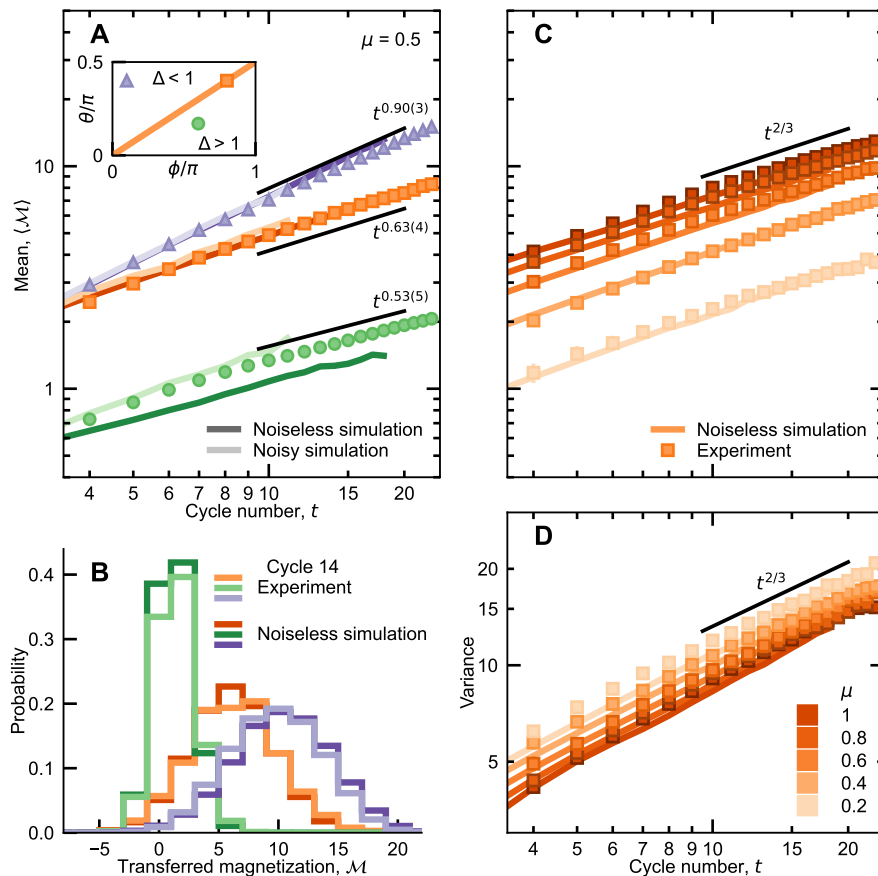 A
μ = 0.5
0.5
θ/π
Δ < 1
Δ > 1
0
0
ϕ/π
1
t^0.90(3)
t^0.63(4)
t^0.53(5)
10
1
Mean, ⟨ℳ⟩
Noiseless simulation
Noisy simulation
4 5 6 7 8 9 10 15 20
Cycle number, t
C
t^2/3
Noiseless simulation
Experiment
B
Cycle 14
Experiment
Noiseless simulation
0.4
0.3
0.2
0.1
0.0
Probability
−5 0 5 10 15 20
Transferred magnetization, ℳ
D
t^2/3
20
15
10
5
Variance
μ
1
0.8
0.6
0.4
0.2
4 5 6 7 8 9 10 15 20
Cycle number, t